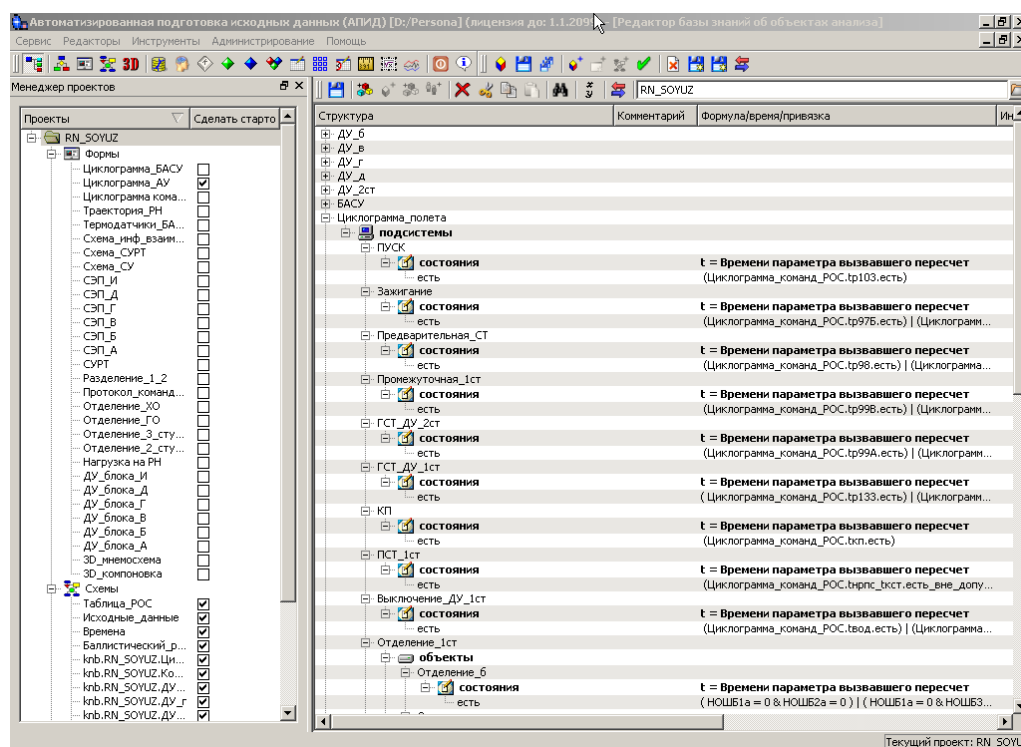 Автоматизированная подготовка исходных данных (АПИД) [D:/Persona] (лицензия до: 1.1.2099) - [Редактор базы знаний об объектах анализа]
Сервис Редакторы Инструменты Администрирование Помощь
3D
Менеджер проектов
RN_SOYUZ
Проекты Сделать старто
Структура Комментарий Формула/время/привязка
RN_SOYUZ
Формы
Циклограмма_БАСУ
Циклограмма_АУ
Циклограмма кома...
Траектория_РН
Термодатчики_БА...
Схема_инф_взаим...
Схема_СУРТ
Схема_СУ
СЭП_И
СЭП_Д
СЭП_Г
СЭП_В
СЭП_Б
СЭП_А
СУРТ
Разделение_1_2
Протокол_команд...
Отделение_ХО
Отделение_ГО
Отделение_3_сту...
Отделение_2_сту...
Нагрузка на РН
ДУ_блока_И
ДУ_блока_Д
ДУ_блока_Г
ДУ_блока_В
ДУ_блока_Б
ДУ_блока_А
3D_мнемосхема
3D_компоновка
Схемы
Таблица_РОС
Исходные_данные
Времена
Баллистический_р...
knb.RN_SOYUZ.Ци...
knb.RN_SOYUZ.Ко...
knb.RN_SOYUZ.ДУ...
knb.RN_SOYUZ.ДУ_г
knb.RN_SOYUZ.ДУ...
ДУ_б
ДУ_в
ДУ_г
ДУ_д
ДУ_2ст
БАСУ
Циклограмма_полета
подсистемы
ПУСК
состояния t = Времени параметра вызвавшего пересчет
есть (Циклограмма_команд_РОС.tр103.есть)
Зажигание
состояния t = Времени параметра вызвавшего пересчет
есть (Циклограмма_команд_РОС.tр97Б.есть) | (Циклограмм...
Предварительная_СТ
состояния t = Времени параметра вызвавшего пересчет
есть (Циклограмма_команд_РОС.tр98.есть) | (Циклограмма...
Промежуточная_1ст
состояния t = Времени параметра вызвавшего пересчет
есть (Циклограмма_команд_РОС.tр99В.есть) | (Циклограмм...
ГСТ_ДУ_2ст
состояния t = Времени параметра вызвавшего пересчет
есть (Циклограмма_команд_РОС.tр99А.есть) | (Циклограмм...
ГСТ_ДУ_1ст
состояния t = Времени параметра вызвавшего пересчет
есть ( Циклограмма_команд_РОС.tр133.есть) | (Циклограмм...
КП
состояния t = Времени параметра вызвавшего пересчет
есть (Циклограмма_команд_РОС.tкп.есть)
ПСТ_1ст
состояния t = Времени параметра вызвавшего пересчет
есть (Циклограмма_команд_РОС.tнрпс_tкст.есть_вне_допу...
Выключение_ДУ_1ст
состояния t = Времени параметра вызвавшего пересчет
есть (Циклограмма_команд_РОС.tвод.есть) | (Циклограмма...
Отделение_1ст
объекты
Отделение_б
состояния t = Времени параметра вызвавшего пересчет
есть ( НОШБ1а = 0 & НОШБ2а = 0 ) | ( НОШБ1а = 0 & НОШБ3...
Текущий проект: RN_SOYU